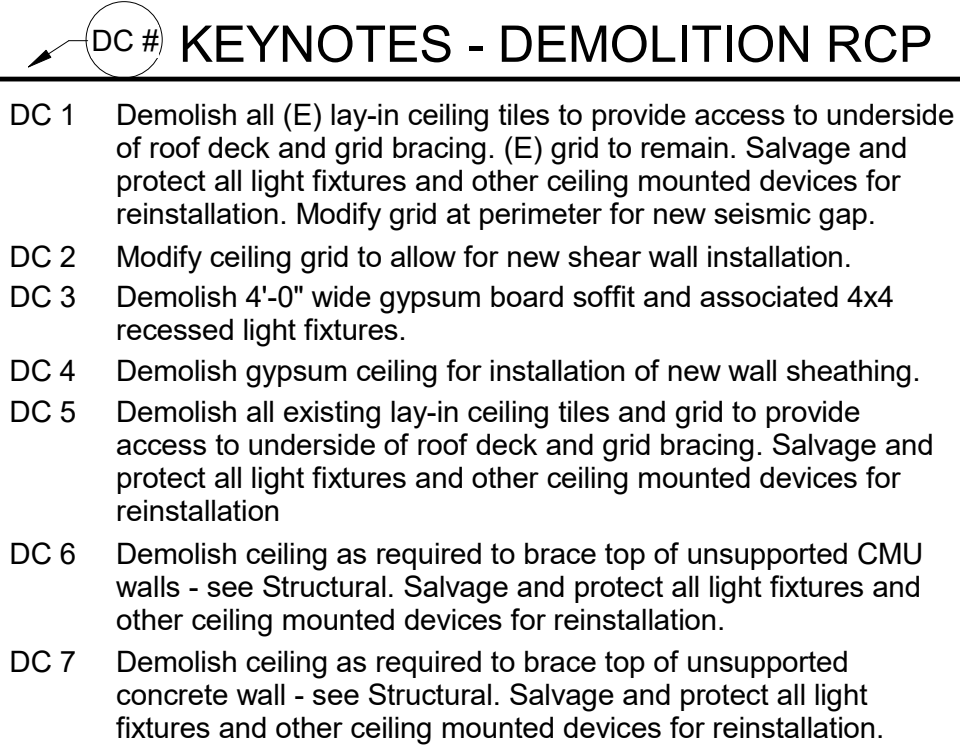 DC # KEYNOTES - DEMOLITION RCP
DC 1 Demolish all (E) lay-in ceiling tiles to provide access to underside
of roof deck and grid bracing. (E) grid to remain. Salvage and
protect all light fixtures and other ceiling mounted devices for
reinstallation. Modify grid at perimeter for new seismic gap.
DC 2 Modify ceiling grid to allow for new shear wall installation.
DC 3 Demolish 4'-0" wide gypsum board soffit and associated 4x4
recessed light fixtures.
DC 4 Demolish gypsum ceiling for installation of new wall sheathing.
DC 5 Demolish all existing lay-in ceiling tiles and grid to provide
access to underside of roof deck and grid bracing. Salvage and
protect all light fixtures and other ceiling mounted devices for
reinstallation
DC 6 Demolish ceiling as required to brace top of unsupported CMU
walls - see Structural. Salvage and protect all light fixtures and
other ceiling mounted devices for reinstallation.
DC 7 Demolish ceiling as required to brace top of unsupported
concrete wall - see Structural. Salvage and protect all light
fixtures and other ceiling mounted devices for reinstallation.